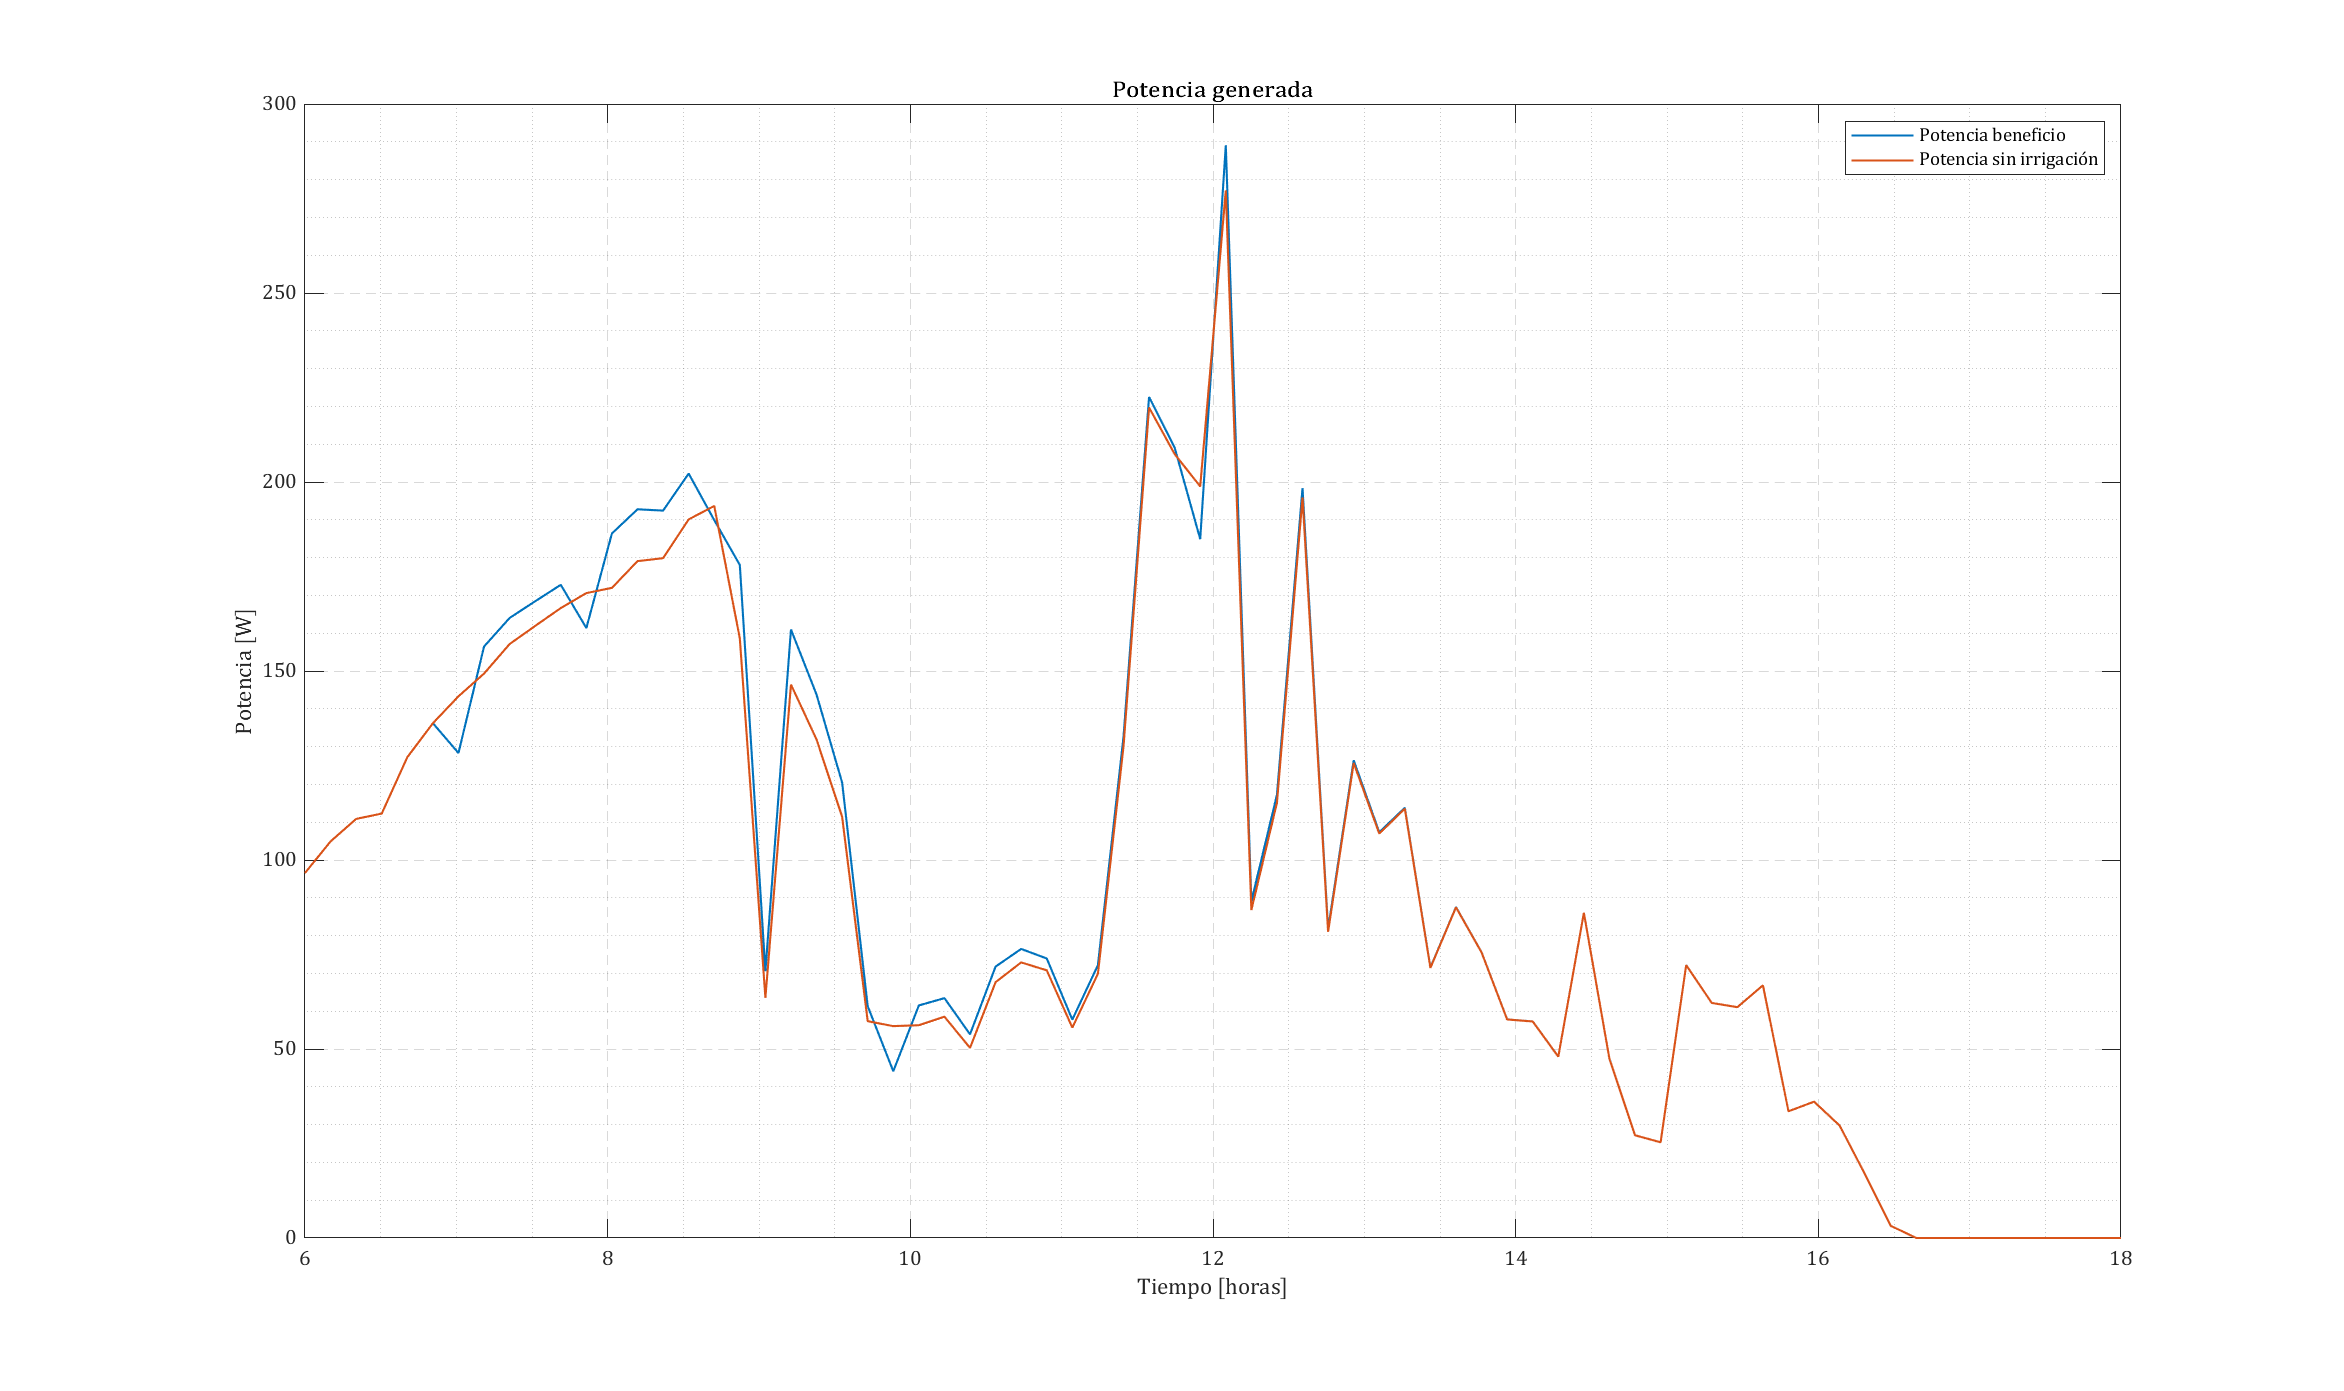 Potencia generada
300
250
200
150
100
50
0
Potencia [W]
Potencia beneficio
Potencia sin irrigación
6 8 10 12 14 16 18
Tiempo [horas]